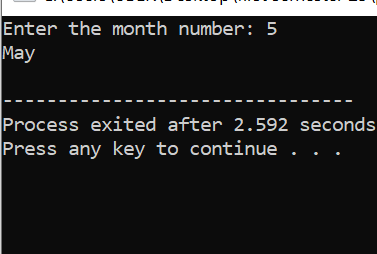 Enter the month number: 5
May
--------------------------------
Process exited after 2.592 seconds
Press any key to continue . . .